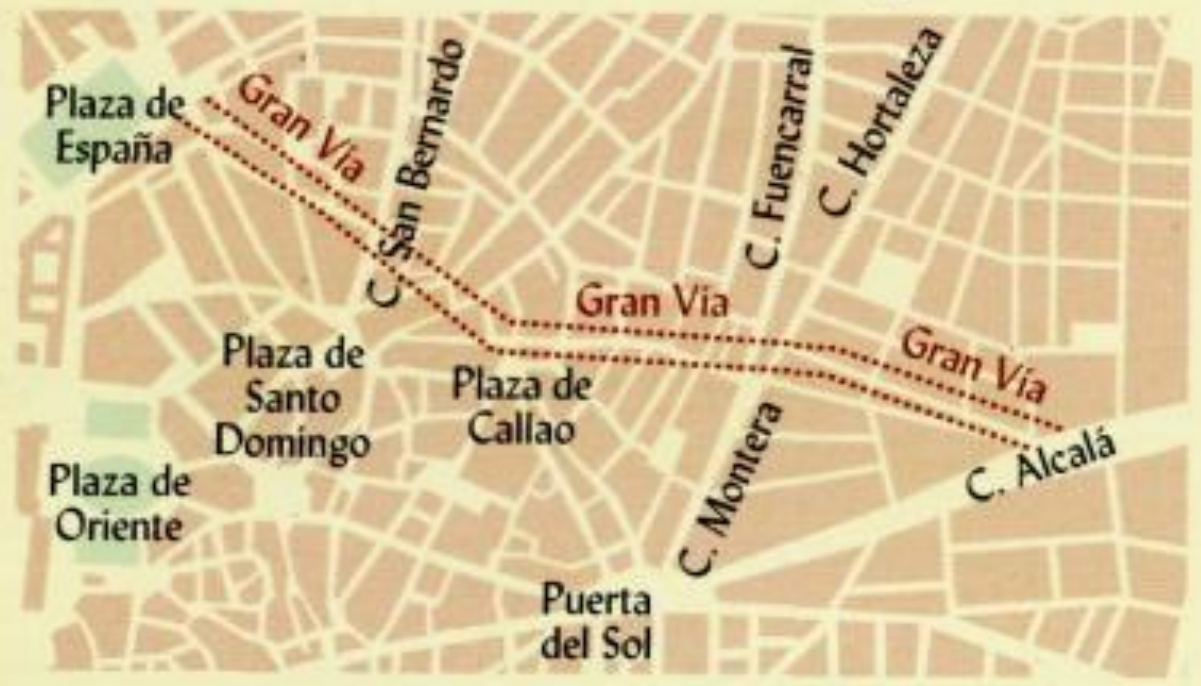 Plaza de
España
Gran Vía
C. San Bernardo
C. Fuencarral
C. Hortaleza
Gran Vía
Gran Vía
Plaza de
Santo
Domingo
Plaza de
Callao
C. Montera
C. Alcalá
Plaza de
Oriente
Puerta
del Sol